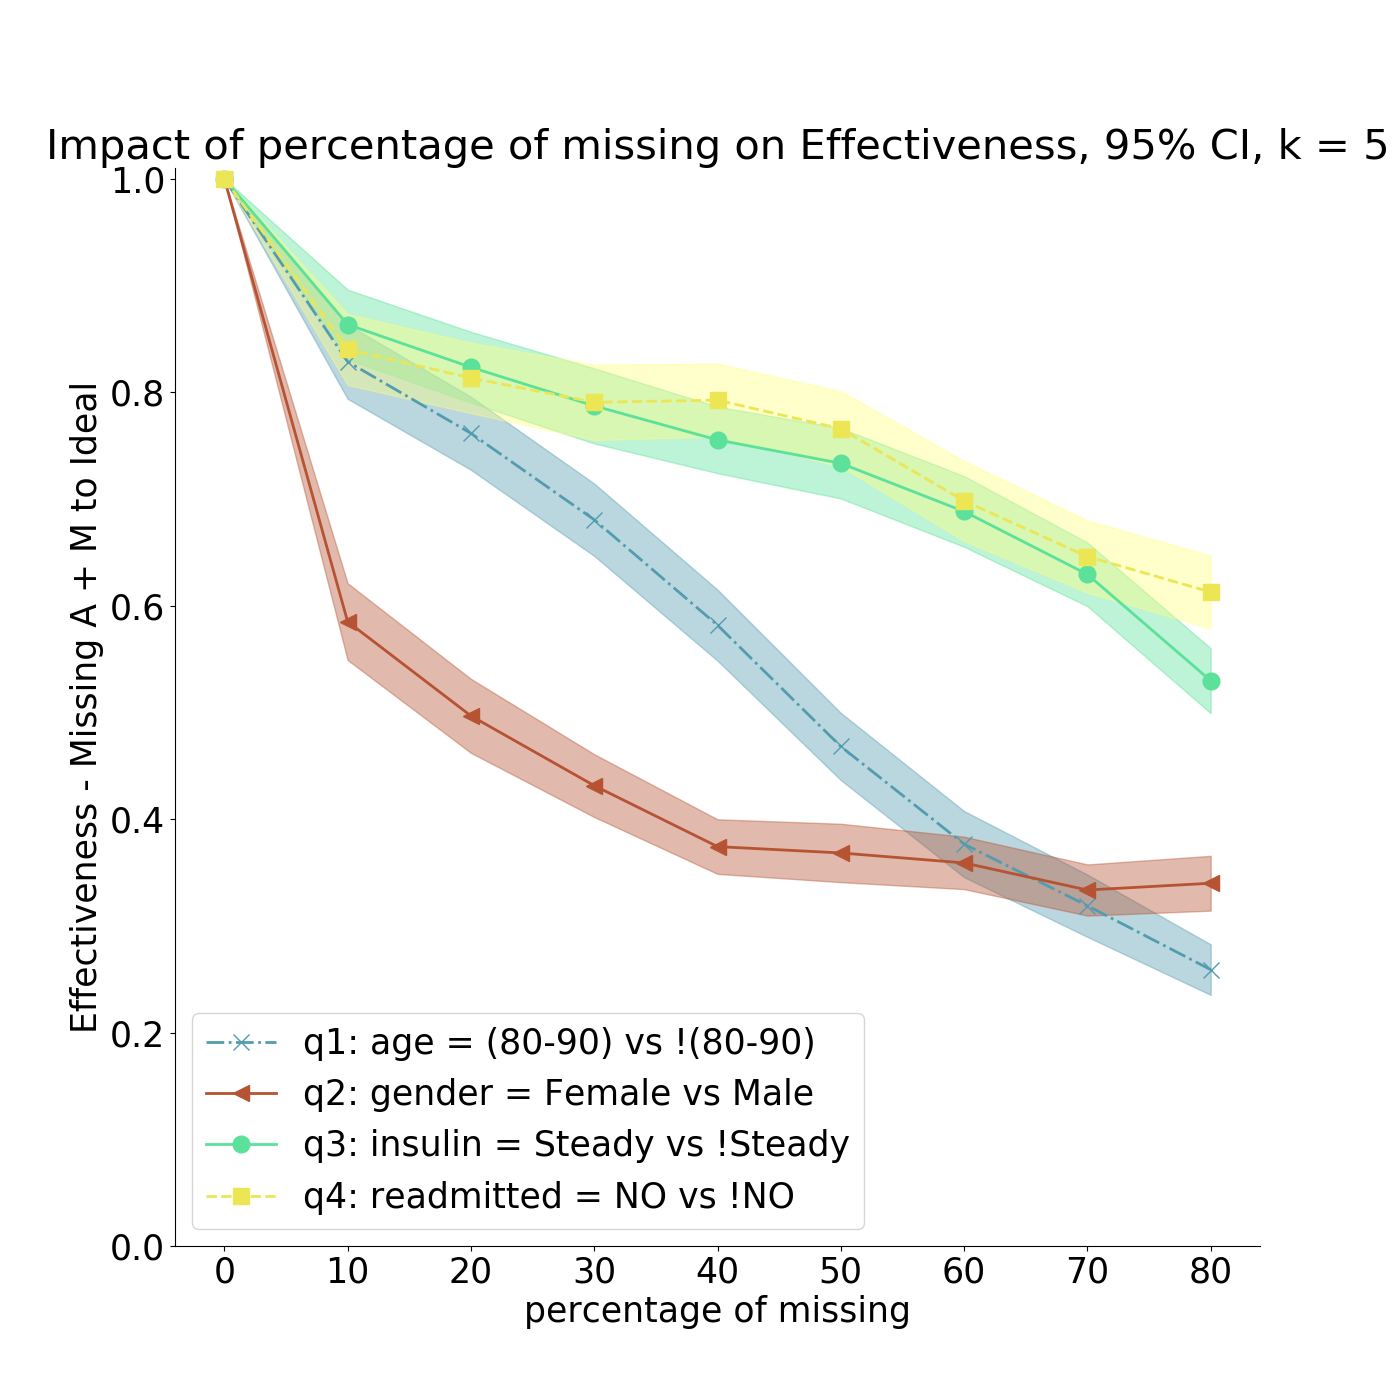 Impact of percentage of missing on Effectiveness, 95% CI, k = 5
Effectiveness - Missing A + M to Ideal
1.0
0.8
0.6
0.4
0.2
0.0
q1: age = (80-90) vs !(80-90)
q2: gender = Female vs Male
q3: insulin = Steady vs !Steady
q4: readmitted = NO vs !NO
0 10 20 30 40 50 60 70 80
percentage of missing